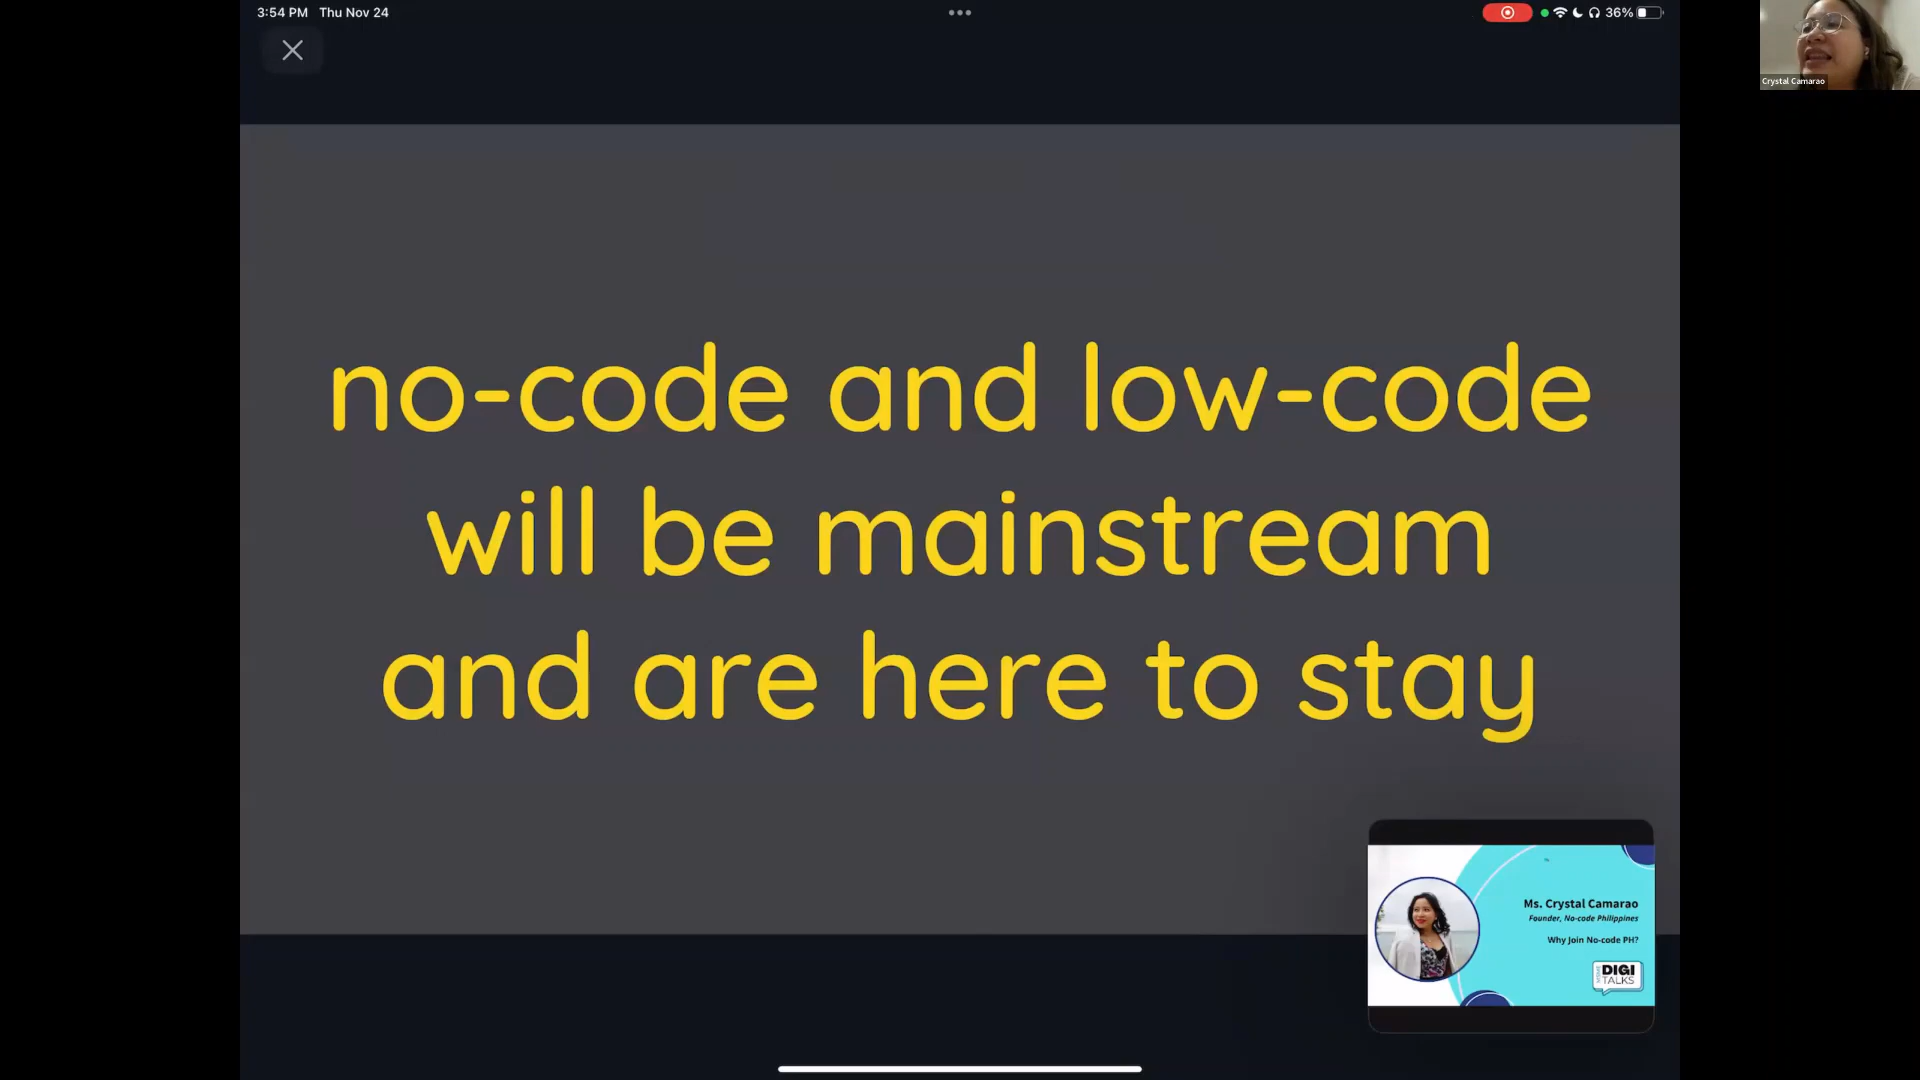 3:54 PM Thu Nov 24
36%
Crystal Camarao
no-code and low-code
will be mainstream
and are here to stay
Ms. Crystal Camarao
Founder, No-code Philippines
Why Join No-code PH?
DIGI
TALKS